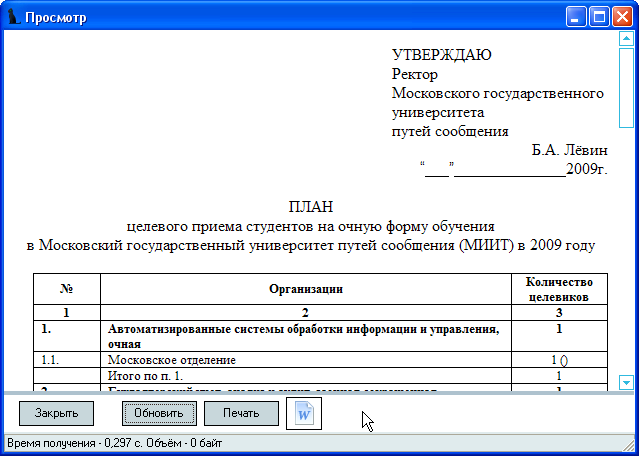 Просмотр
УТВЕРЖДАЮ
Ректор
Московского государственного
университета
путей сообщения
Б.А. Лёвин
“___”_______________2009г.
ПЛАН
целевого приема студентов на очную форму обучения
в Московский государственный университет путей сообщения (МИИТ) в 2009 году
№ Организации Количество целевиков
1 2 3
1. Автоматизированные системы обработки информации и управления, очная 1
1.1. Московское отделение 1 ()
Итого по п. 1. 1
Закрыть Обновить Печать W
Время получения - 0,297 с. Объём - 0 байт